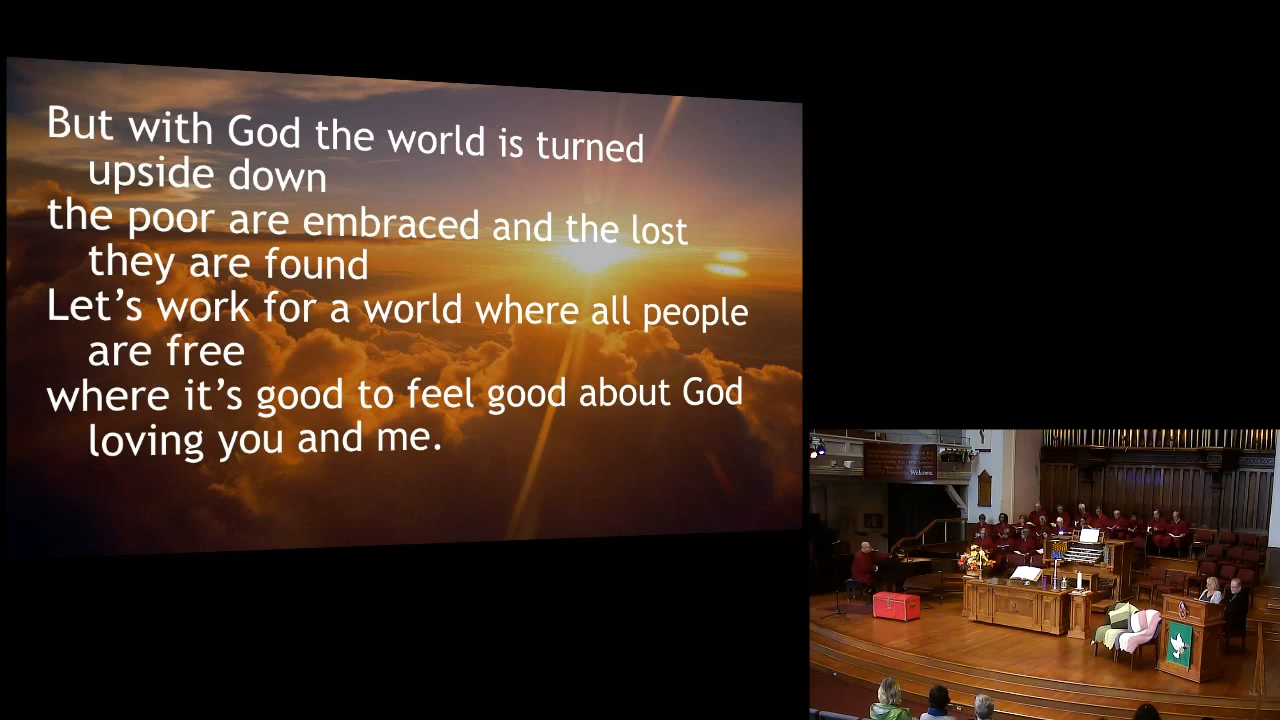 But with God the world is turned
upside down
the poor are embraced and the lost
they are found
Let’s work for a world where all people
are free
where it’s good to feel good about God
loving you and me.
Welcome.